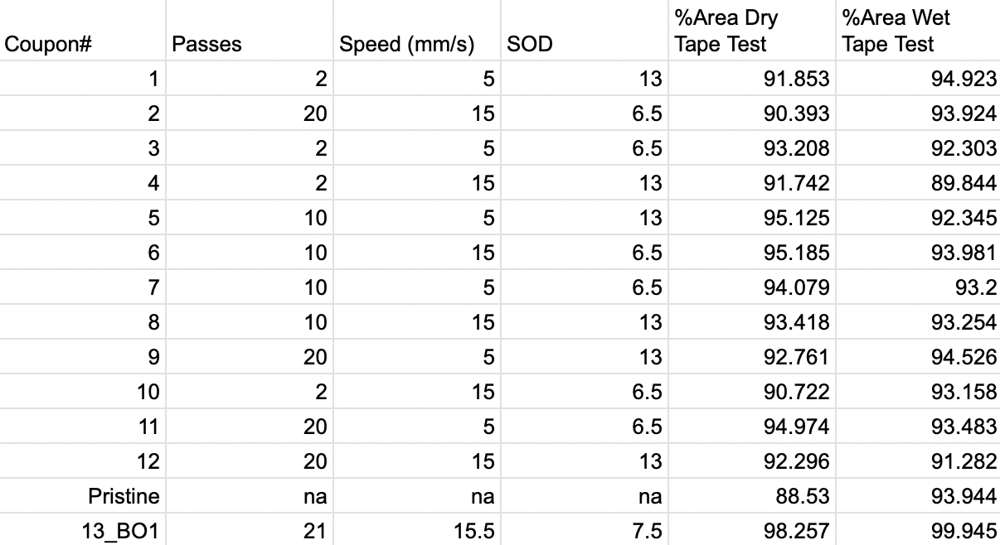 Coupon# Passes Speed (mm/s) SOD %Area Dry Tape Test %Area Wet Tape Test
1 2 5 13 91.853 94.923
2 20 15 6.5 90.393 93.924
3 2 5 6.5 93.208 92.303
4 2 15 13 91.742 89.844
5 10 5 13 95.125 92.345
6 10 15 6.5 95.185 93.981
7 10 5 6.5 94.079 93.2
8 10 15 13 93.418 93.254
9 20 5 13 92.761 94.526
10 2 15 6.5 90.722 93.158
11 20 5 6.5 94.974 93.483
12 20 15 13 92.296 91.282
Pristine na na na 88.53 93.944
13_BO1 21 15.5 7.5 98.257 99.945